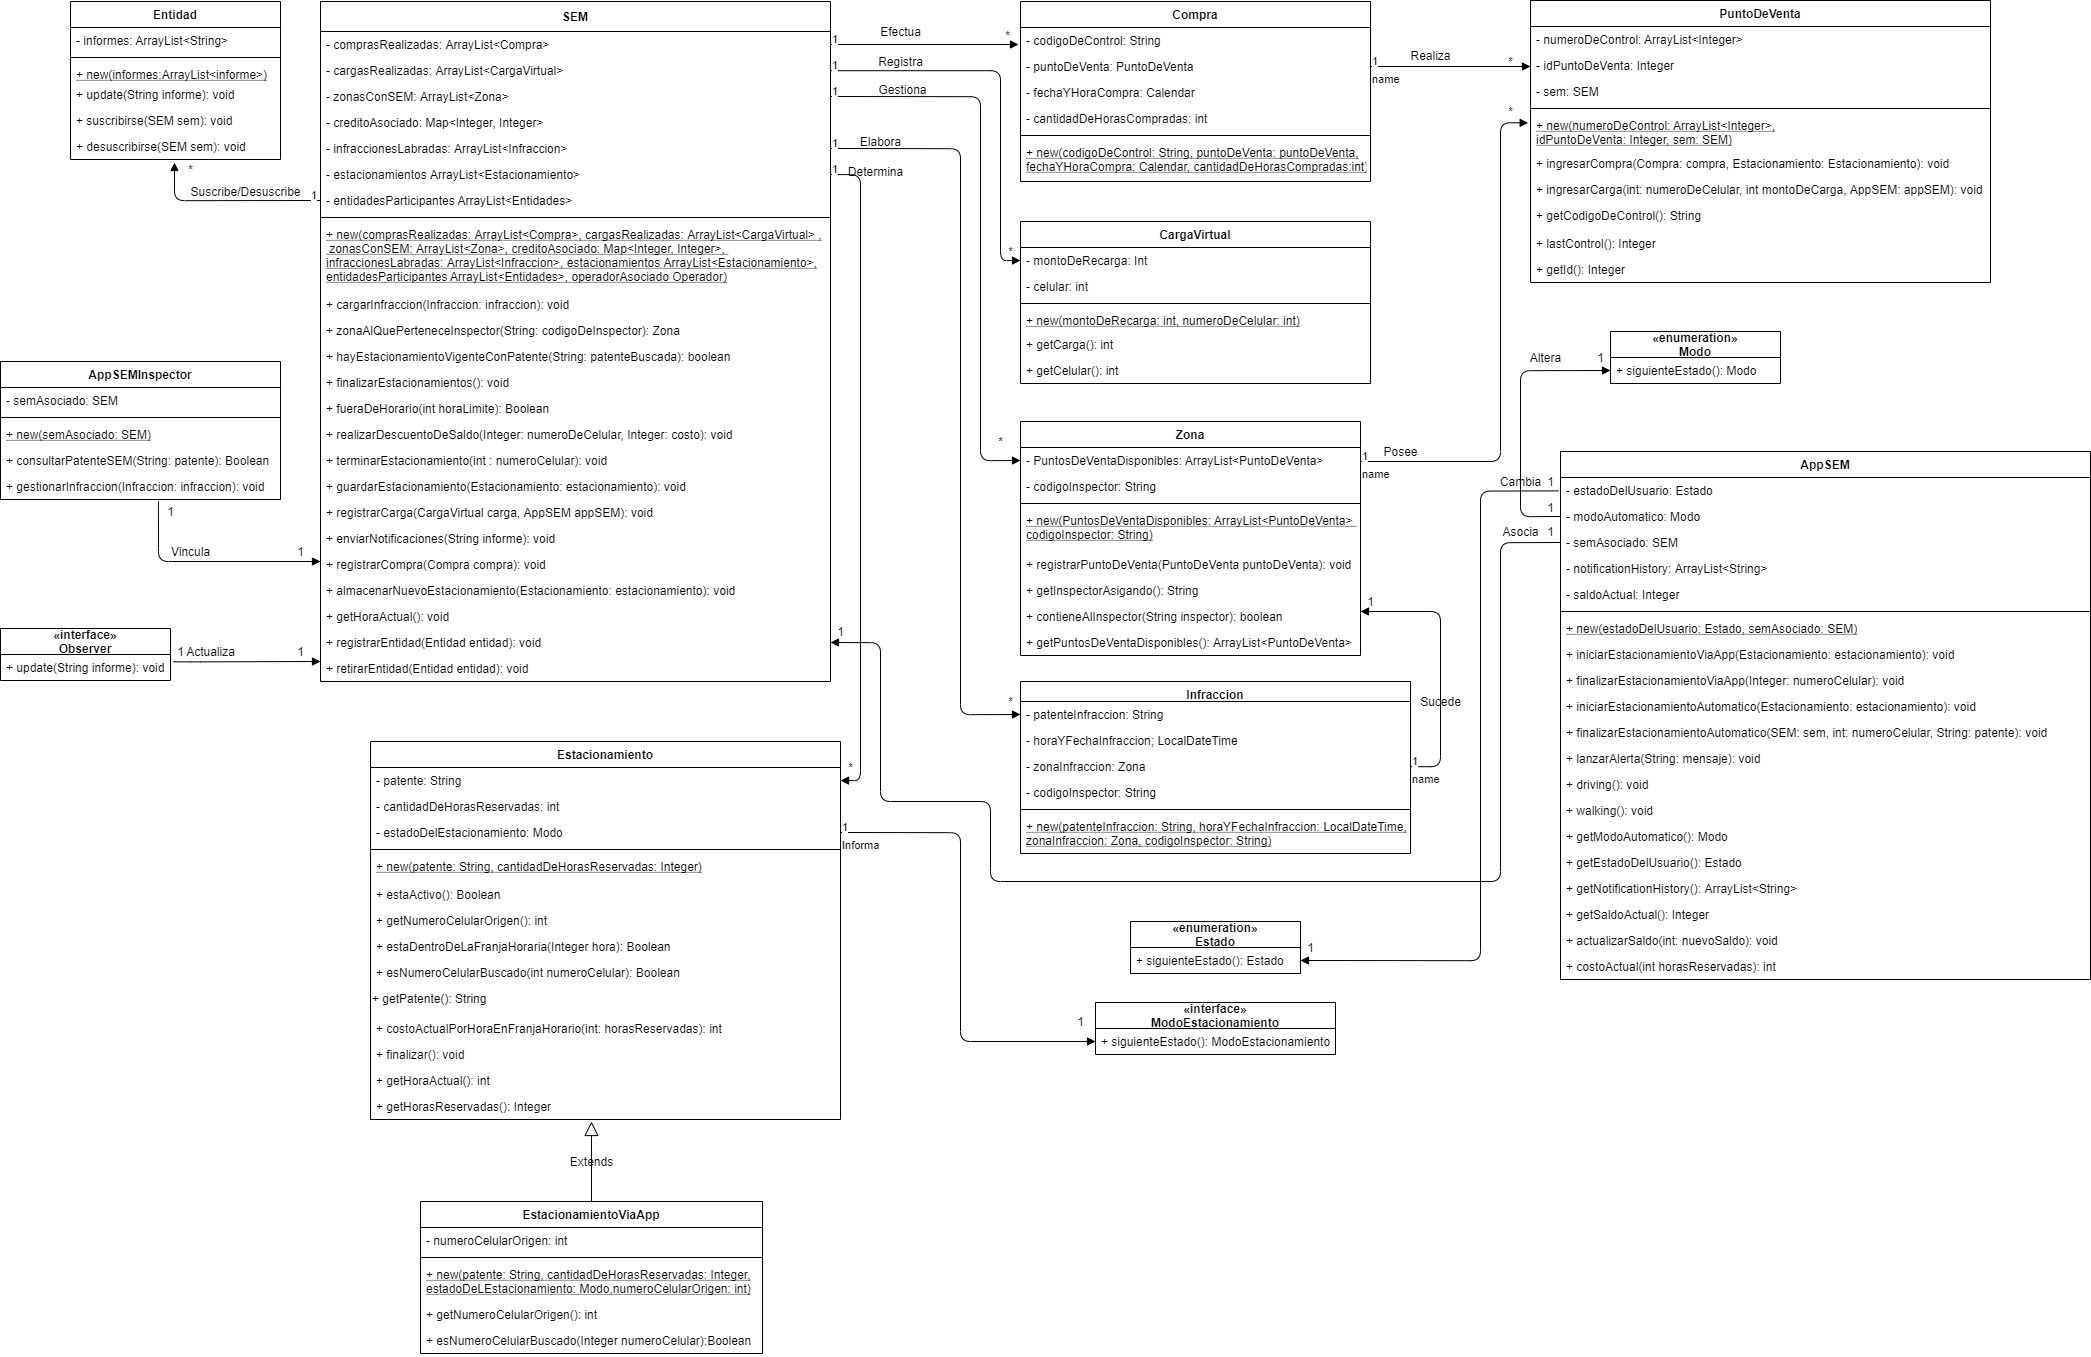 Entidad
- informes: ArrayList<String>
+ new(informes:ArrayList<informe>)
+ update(String informe): void
+ suscribirse(SEM sem): void
+ desuscribirse(SEM sem): void
*
Suscribe/Desuscribe
1
SEM
- comprasRealizadas: ArrayList<Compra>
- cargasRealizadas: ArrayList<CargaVirtual>
- zonasConSEM: ArrayList<Zona>
- creditoAsociado: Map<Integer, Integer>
- infraccionesLabradas: ArrayList<Infraccion>
- estacionamientos ArrayList<Estacionamiento>
- entidadesParticipantes ArrayList<Entidades>
+ new(comprasRealizadas: ArrayList<Compra>, cargasRealizadas: ArrayList<CargaVirtual> ,
zonasConSEM: ArrayList<Zona>, creditoAsociado: Map<Integer, Integer>,
infraccionesLabradas: ArrayList<Infraccion>, estacionamientos ArrayList<Estacionamiento>,
entidadesParticipantes ArrayList<Entidades>, operadorAsociado Operador)
+ cargarInfraccion(Infraccion: infraccion): void
+ zonaAlQuePerteneceInspector(String: codigoDeInspector): Zona
+ hayEstacionamientoVigenteConPatente(String: patenteBuscada): boolean
+ finalizarEstacionamientos(): void
+ fueraDeHorario(int horaLimite): Boolean
+ realizarDescuentoDeSaldo(Integer: numeroDeCelular, Integer: costo): void
+ terminarEstacionamiento(int : numeroCelular): void
+ guardarEstacionamiento(Estacionamiento: estacionamiento): void
+ registrarCarga(CargaVirtual carga, AppSEM appSEM): void
+ enviarNotificaciones(String informe): void
+ registrarCompra(Compra compra): void
+ almacenarNuevoEstacionamiento(Estacionamiento: estacionamiento): void
+ getHoraActual(): void
+ registrarEntidad(Entidad entidad): void
+ retirarEntidad(Entidad entidad): void
1
Efectua
*
1
Registra
*
1
Gestiona
*
1
Elabora
*
1
Determina
*
Compra
- codigoDeControl: String
- puntoDeVenta: PuntoDeVenta
- fechaYHoraCompra: Calendar
- cantidadDeHorasCompradas: int
+ new(codigoDeControl: String, puntoDeVenta: puntoDeVenta,
fechaYHoraCompra: Calendar, cantidadDeHorasCompradas:int)
1
name
Realiza
*
PuntoDeVenta
- numeroDeControl: ArrayList<Integer>
- idPuntoDeVenta: Integer
- sem: SEM
+ new(numeroDeControl: ArrayList<Integer>,
idPuntoDeVenta: Integer, sem: SEM)
+ ingresarCompra(Compra: compra, Estacionamiento: Estacionamiento): void
+ ingresarCarga(int: numeroDeCelular, int montoDeCarga, AppSEM: appSEM): void
+ getCodigoDeControl(): String
+ lastControl(): Integer
+ getId(): Integer
CargaVirtual
- montoDeRecarga: Int
- celular: int
+ new(montoDeRecarga: int, numeroDeCelular: int)
+ getCarga(): int
+ getCelular(): int
«enumeration»
Modo
+ siguienteEstado(): Modo
Altera
1
1
AppSEMInspector
- semAsociado: SEM
+ new(semAsociado: SEM)
+ consultarPatenteSEM(String: patente): Boolean
+ gestionarInfraccion(Infraccion: infraccion): void
1
Vincula
1
Zona
- PuntosDeVentaDisponibles: ArrayList<PuntoDeVenta>
- codigoInspector: String
+ new(PuntosDeVentaDisponibles: ArrayList<PuntoDeVenta>
codigoInspector: String)
+ registrarPuntoDeVenta(PuntoDeVenta puntoDeVenta): void
+ getInspectorAsigando(): String
+ contieneAlInspector(String inspector): boolean
+ getPuntosDeVentaDisponibles(): ArrayList<PuntoDeVenta>
1
name
Posee
*
AppSEM
- estadoDelUsuario: Estado
- modoAutomatico: Modo
- semAsociado: SEM
- notificationHistory: ArrayList<String>
- saldoActual: Integer
+ new(estadoDelUsuario: Estado, semAsociado: SEM)
+ iniciarEstacionamientoViaApp(Estacionamiento: estacionamiento): void
+ finalizarEstacionamientoViaApp(Integer: numeroCelular): void
+ iniciarEstacionamientoAutomatico(Estacionamiento: estacionamiento): void
+ finalizarEstacionamientoAutomatico(SEM: sem, int: numeroCelular, String: patente): void
+ lanzarAlerta(String: mensaje): void
+ driving(): void
+ walking(): void
+ getModoAutomatico(): Modo
+ getEstadoDelUsuario(): Estado
+ getNotificationHistory(): ArrayList<String>
+ getSaldoActual(): Integer
+ actualizarSaldo(int: nuevoSaldo): void
+ costoActual(int horasReservadas): int
Cambia
1
Asocia
1
1
«interface»
Observer
+ update(String informe): void
1
Actualiza
1
Infraccion
- patenteInfraccion: String
- horaYFechaInfraccion; LocalDateTime
- zonaInfraccion: Zona
- codigoInspector: String
+ new(patenteInfraccion: String, horaYFechaInfraccion: LocalDateTime,
zonaInfraccion: Zona, codigoInspector: String)
1
name
Sucede
1
Estacionamiento
- patente: String
- cantidadDeHorasReservadas: int
- estadoDelEstacionamiento: Modo
+ new(patente: String, cantidadDeHorasReservadas: Integer)
+ estaActivo(): Boolean
+ getNumeroCelularOrigen(): int
+ estaDentroDeLaFranjaHoraria(Integer hora): Boolean
+ esNumeroCelularBuscado(int numeroCelular): Boolean
+ getPatente(): String
+ costoActualPorHoraEnFranjaHorario(int: horasReservadas): int
+ finalizar(): void
+ getHoraActual(): int
+ getHorasReservadas(): Integer
1
Informa
1
«enumeration»
Estado
+ siguienteEstado(): Estado
1
«interface»
ModoEstacionamiento
+ siguienteEstado(): ModoEstacionamiento
Extends
EstacionamientoViaApp
- numeroCelularOrigen: int
+ new(patente: String, cantidadDeHorasReservadas: Integer,
estadoDeLEstacionamiento: Modo,numeroCelularOrigen: int)
+ getNumeroCelularOrigen(): int
+ esNumeroCelularBuscado(Integer numeroCelular):Boolean